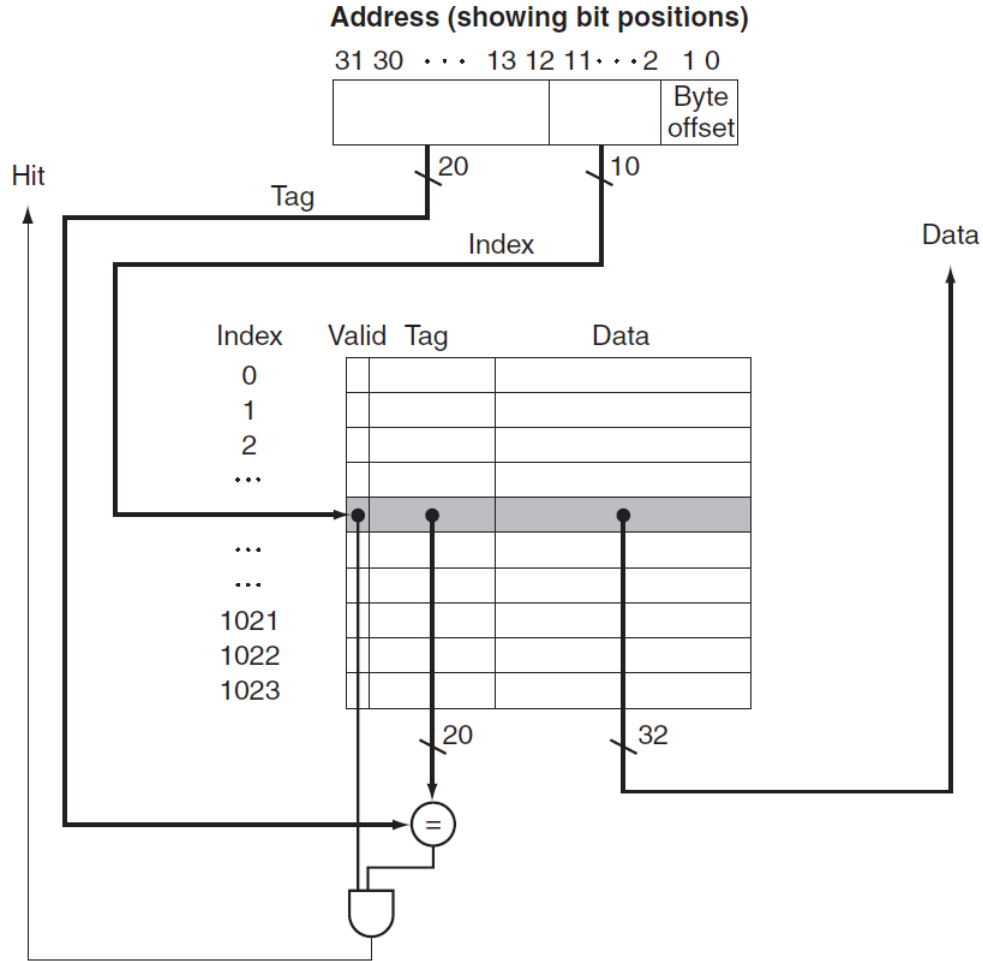 Address (showing bit positions)
31 30 ··· 13 12 11···2 1 0
Byte
offset
20
10
Hit
Tag
Index
Data
Index Valid Tag Data
0
1
2
···
···
···
1021
1022
1023
20
32
=